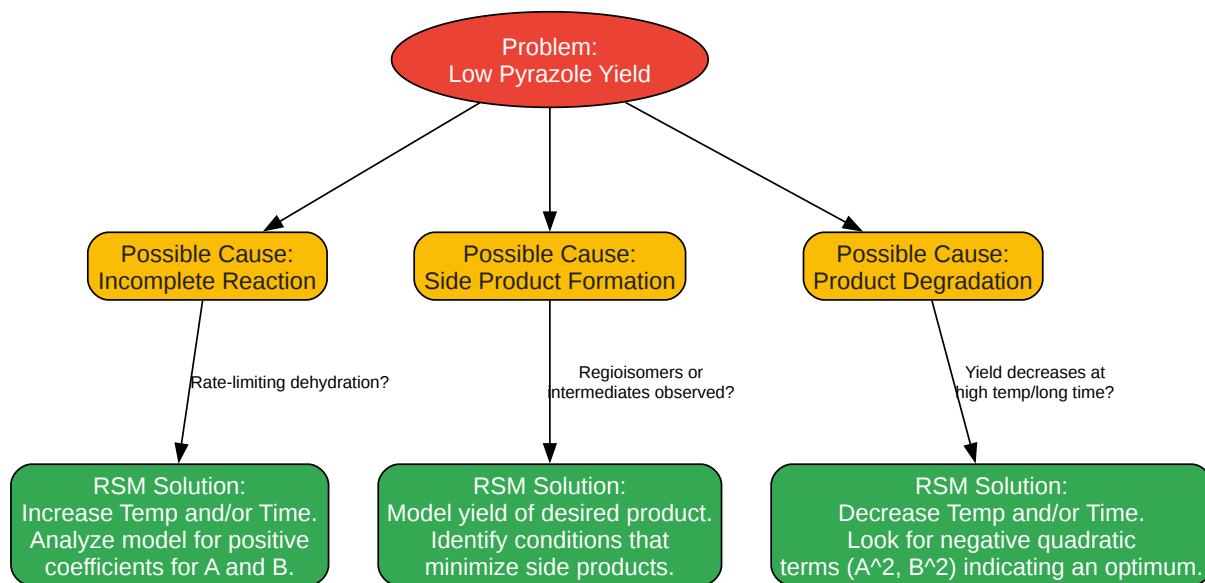 Problem:
Low Pyrazole Yield
Possible Cause:
Incomplete Reaction
Possible Cause:
Side Product Formation
Possible Cause:
Product Degradation
Rate-limiting dehydration?
Regioisomers or
intermediates observed?
Yield decreases at
high temp/long time?
RSM Solution:
Increase Temp and/or Time.
Analyze model for positive
coefficients for A and B.
RSM Solution:
Model yield of desired product.
Identify conditions that
minimize side products.
RSM Solution:
Decrease Temp and/or Time.
Look for negative quadratic
terms (A^2, B^2) indicating an optimum.